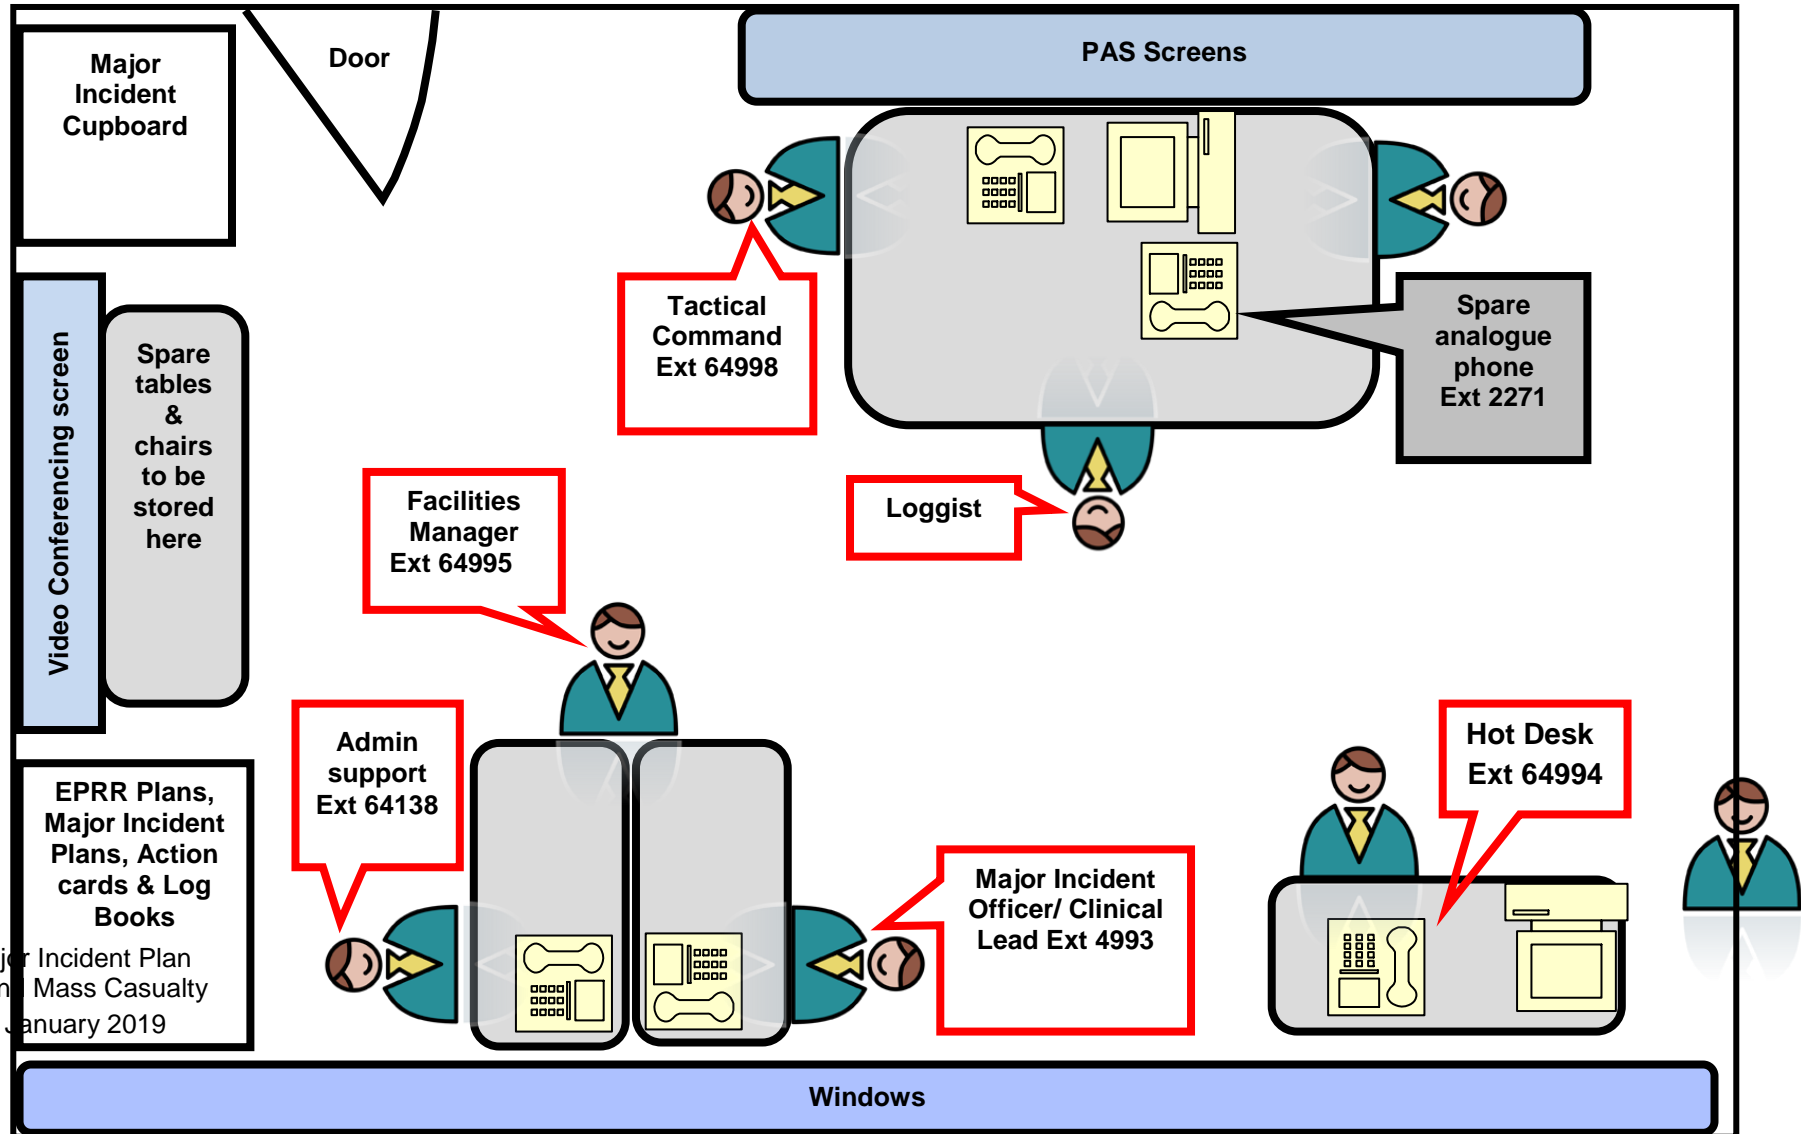 Major
Incident
Cupboard
Door
PAS Screens
Tactical
Command
Ext 64998
Spare
analogue
phone
Ext 2271
Video Conferencing screen
Spare
tables
&
chairs
to be
stored
here
Facilities
Manager
Ext 64995
Loggist
Admin
support
Ext 64138
Hot Desk
Ext 64994
EPRR Plans,
Major Incident
Plans, Action
cards & Log
Books
Major Incident
Officer/ Clinical
Lead Ext 4993
Incident Plan
Mass Casualty
January 2019
Windows